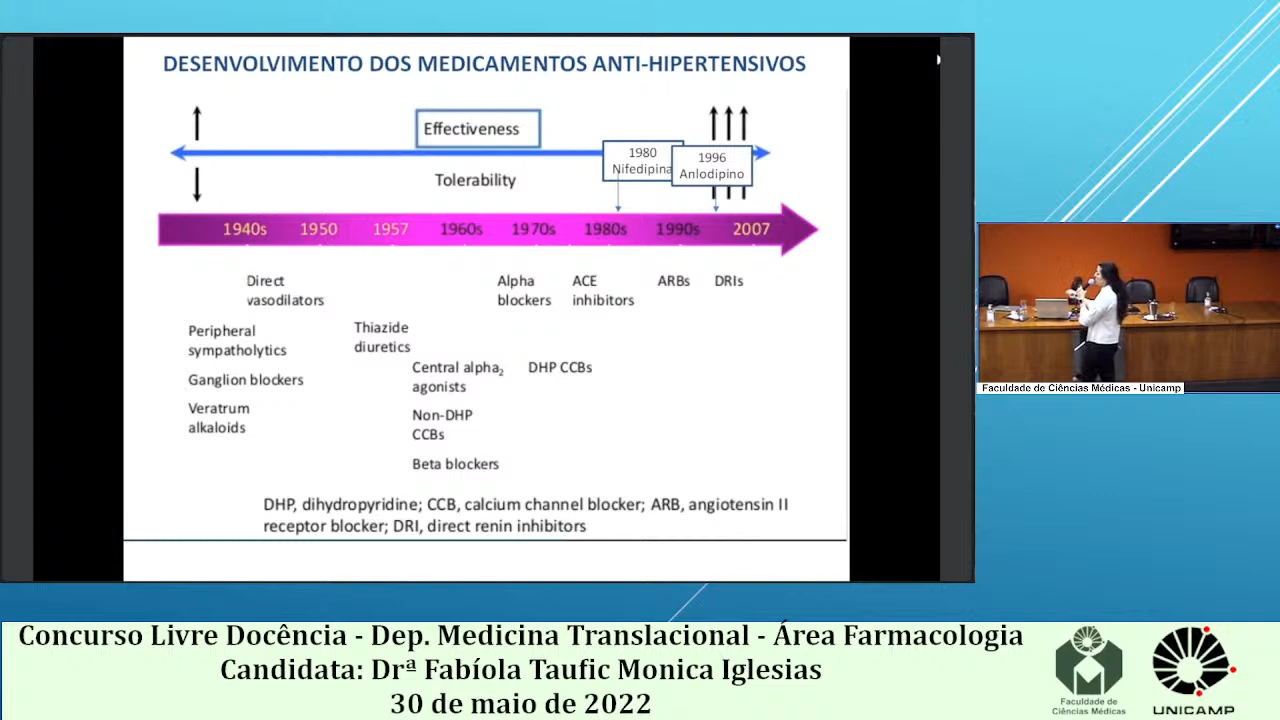 DESENVOLVIMENTO DOS MEDICAMENTOS ANTI-HIPERTENSIVOS
Effectiveness
Tolerability
1980
Nifedipina
1996
Anlodipino
1940s 1950 1957 1960s 1970s 1980s 1990s 2007
Direct
vasodilators
Alpha
blockers
ACE
inhibitors
ARBs
DRIs
Peripheral
sympatholytics
Thiazide
diuretics
Ganglion blockers
Central alpha₂
agonists
DHP CCBs
Veratrum
alkaloids
Non-DHP
CCBs
Beta blockers
DHP, dihydropyridine; CCB, calcium channel blocker; ARB, angiotensin II
receptor blocker; DRI, direct renin inhibitors
Faculdade de Ciências Médicas - Unicamp
Concurso Livre Docência - Dep. Medicina Translacional - Área Farmacologia
Candidata: Drª Fabíola Taufic Monica Iglesias
30 de maio de 2022
Faculdade de
Ciências Médicas
UNICAMP